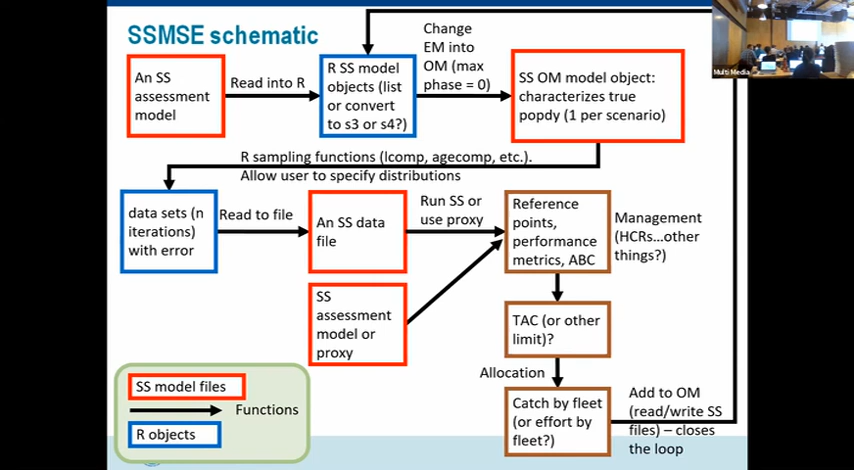 SSMSE schematic
An SS
assessment
model
Read into R
R SS model
objects (list
or convert
to s3 or s4?)
Change
EM into
OM (max
phase = 0)
SS OM model object:
characterizes true
popdy (1 per scenario)
Multi Media
R sampling functions (lcomp, agecomp, etc.).
Allow user to specify distributions
data sets (n
iterations)
with error
Read to file
An SS data
file
Run SS or
use proxy
Reference
points,
performance
metrics, ABC
Management
(HCRs...other
things?)
SS
assessment
model or
proxy
TAC (or other
limit)?
Allocation
Catch by fleet
(or effort by
fleet?)
Add to OM
(read/write SS
files) – closes
the loop
SS model files
Functions
R objects